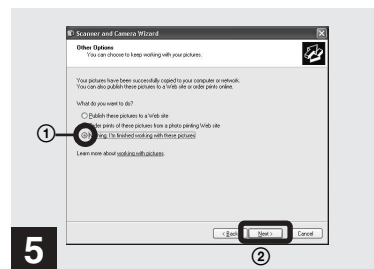 Scanner and Camera Wizard
Other Options
You can choose to keep working with your pictures.
Your pictures have been successfully copied to your computer or network.
You can also publish these pictures to a Web site or order prints online.
What do you want to do?
Publish these pictures to a Web site
Order prints of these pictures from a photo printing Web site
1
Nothing. I'm finished working with these pictures
Learn more about working with pictures.
< Back
Next >
Cancel
5
2